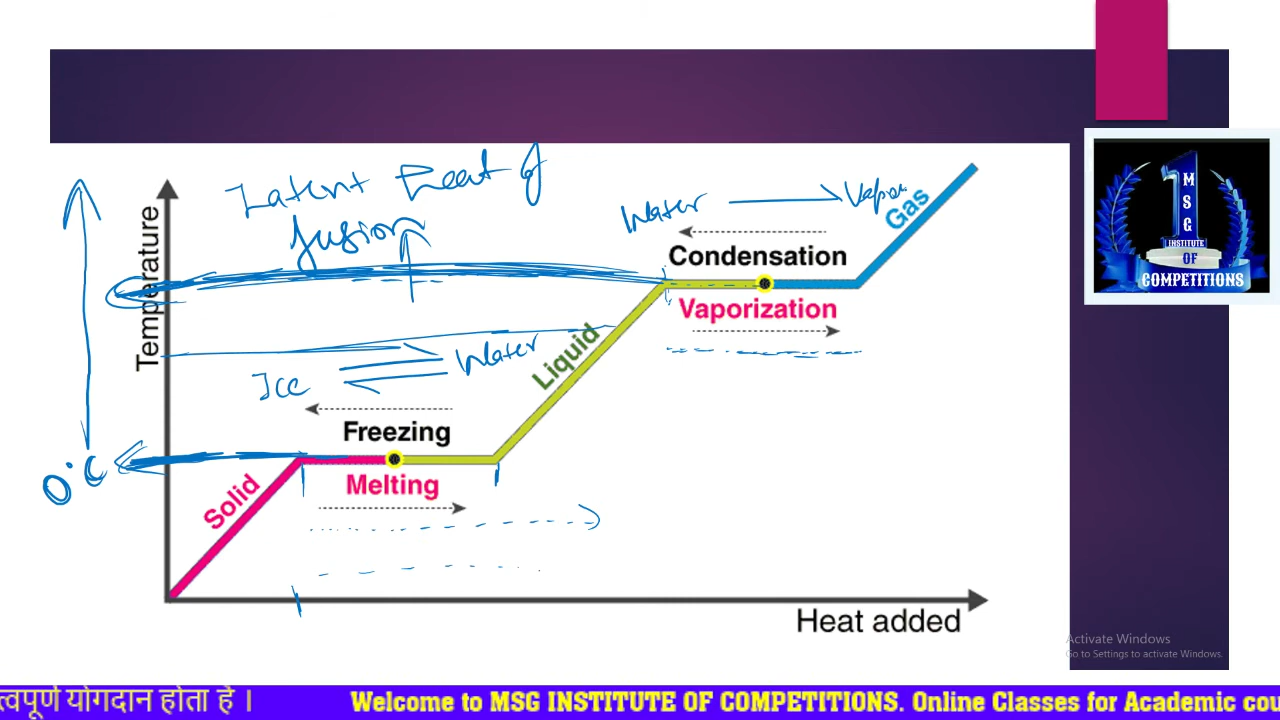 Latent Heat of
fusion
Water → Vapor
Condensation
Gas
Vaporization
Temperature
Liquid
Ice
Water
Freezing
0°C
Melting
Solid
Heat added
1
MSG
INSTITUTE
OF
COMPETITIONS
Activate Windows
Go to Settings to activate Windows.
त्वपूर्ण योगदान होता है ।
Welcome to MSG INSTITUTE OF COMPETITIONS. Online Classes for Academic cou